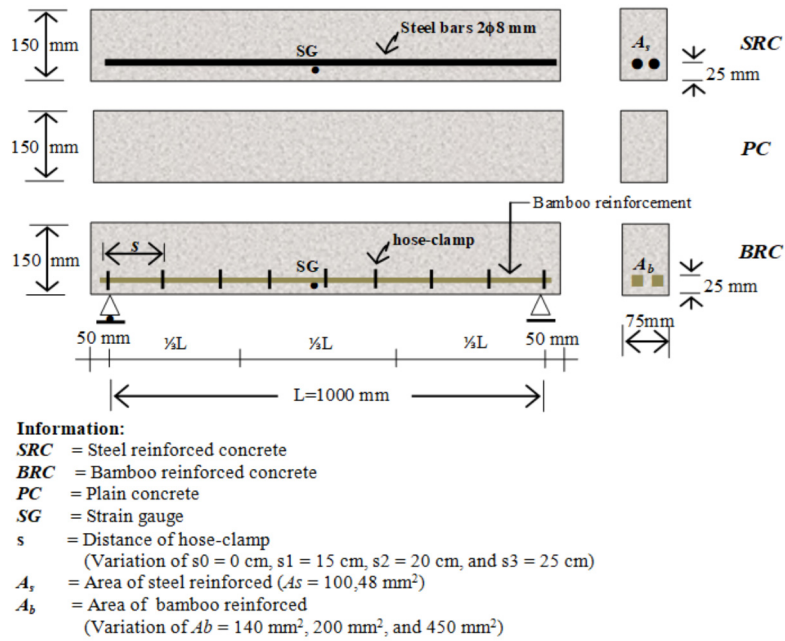 150 mm
Steel bars 2ϕ8 mm
SG
As
25 mm
SRC
150 mm
PC
Bamboo reinforcement
150 mm
s
hose-clamp
SG
Ab
25 mm
BRC
75mm
50 mm
⅓L
⅓L
⅓L
50 mm
L=1000 mm
Information:
SRC = Steel reinforced concrete
BRC = Bamboo reinforced concrete
PC = Plain concrete
SG = Strain gauge
s = Distance of hose-clamp
(Variation of s0 = 0 cm, s1 = 15 cm, s2 = 20 cm, and s3 = 25 cm)
As = Area of steel reinforced (As = 100,48 mm²)
Ab = Area of bamboo reinforced
(Variation of Ab = 140 mm², 200 mm², and 450 mm²)